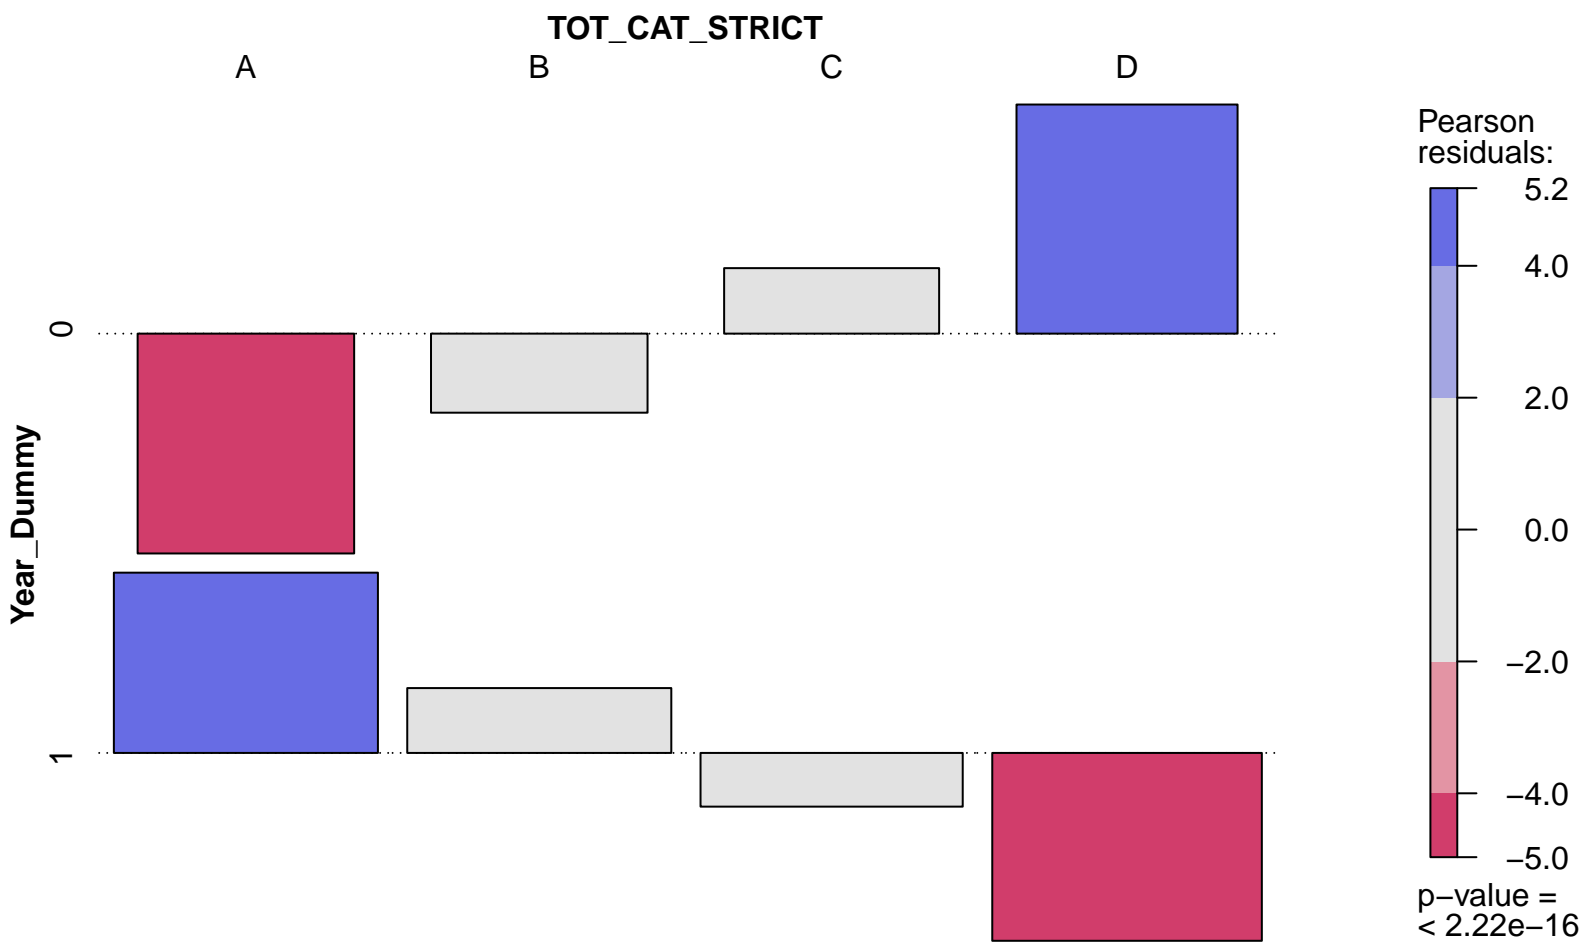 TOT_CAT_STRICT
A B C D
Year_Dummy
0
1
Pearson
residuals:
5.2
4.0
2.0
0.0
−2.0
−4.0
−5.0
p−value =
< 2.22e−16